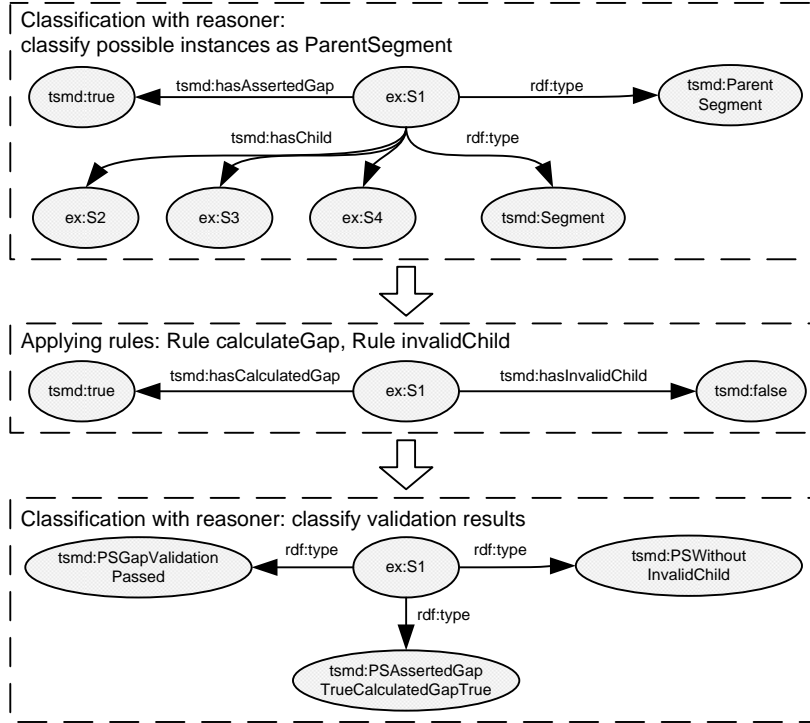 Classification with reasoner:
classify possible instances as ParentSegment
tsmd:true
tsmd:hasAssertedGap
ex:S1
rdf:type
tsmd:Parent
Segment
tsmd:hasChild
rdf:type
ex:S2
ex:S3
ex:S4
tsmd:Segment
Applying rules: Rule calculateGap, Rule invalidChild
tsmd:true
tsmd:hasCalculatedGap
ex:S1
tsmd:hasInvalidChild
tsmd:false
Classification with reasoner: classify validation results
tsmd:PSGapValidation
Passed
rdf:type
ex:S1
rdf:type
tsmd:PSWithout
InvalidChild
rdf:type
tsmd:PSAssertedGap
TrueCalculatedGapTrue